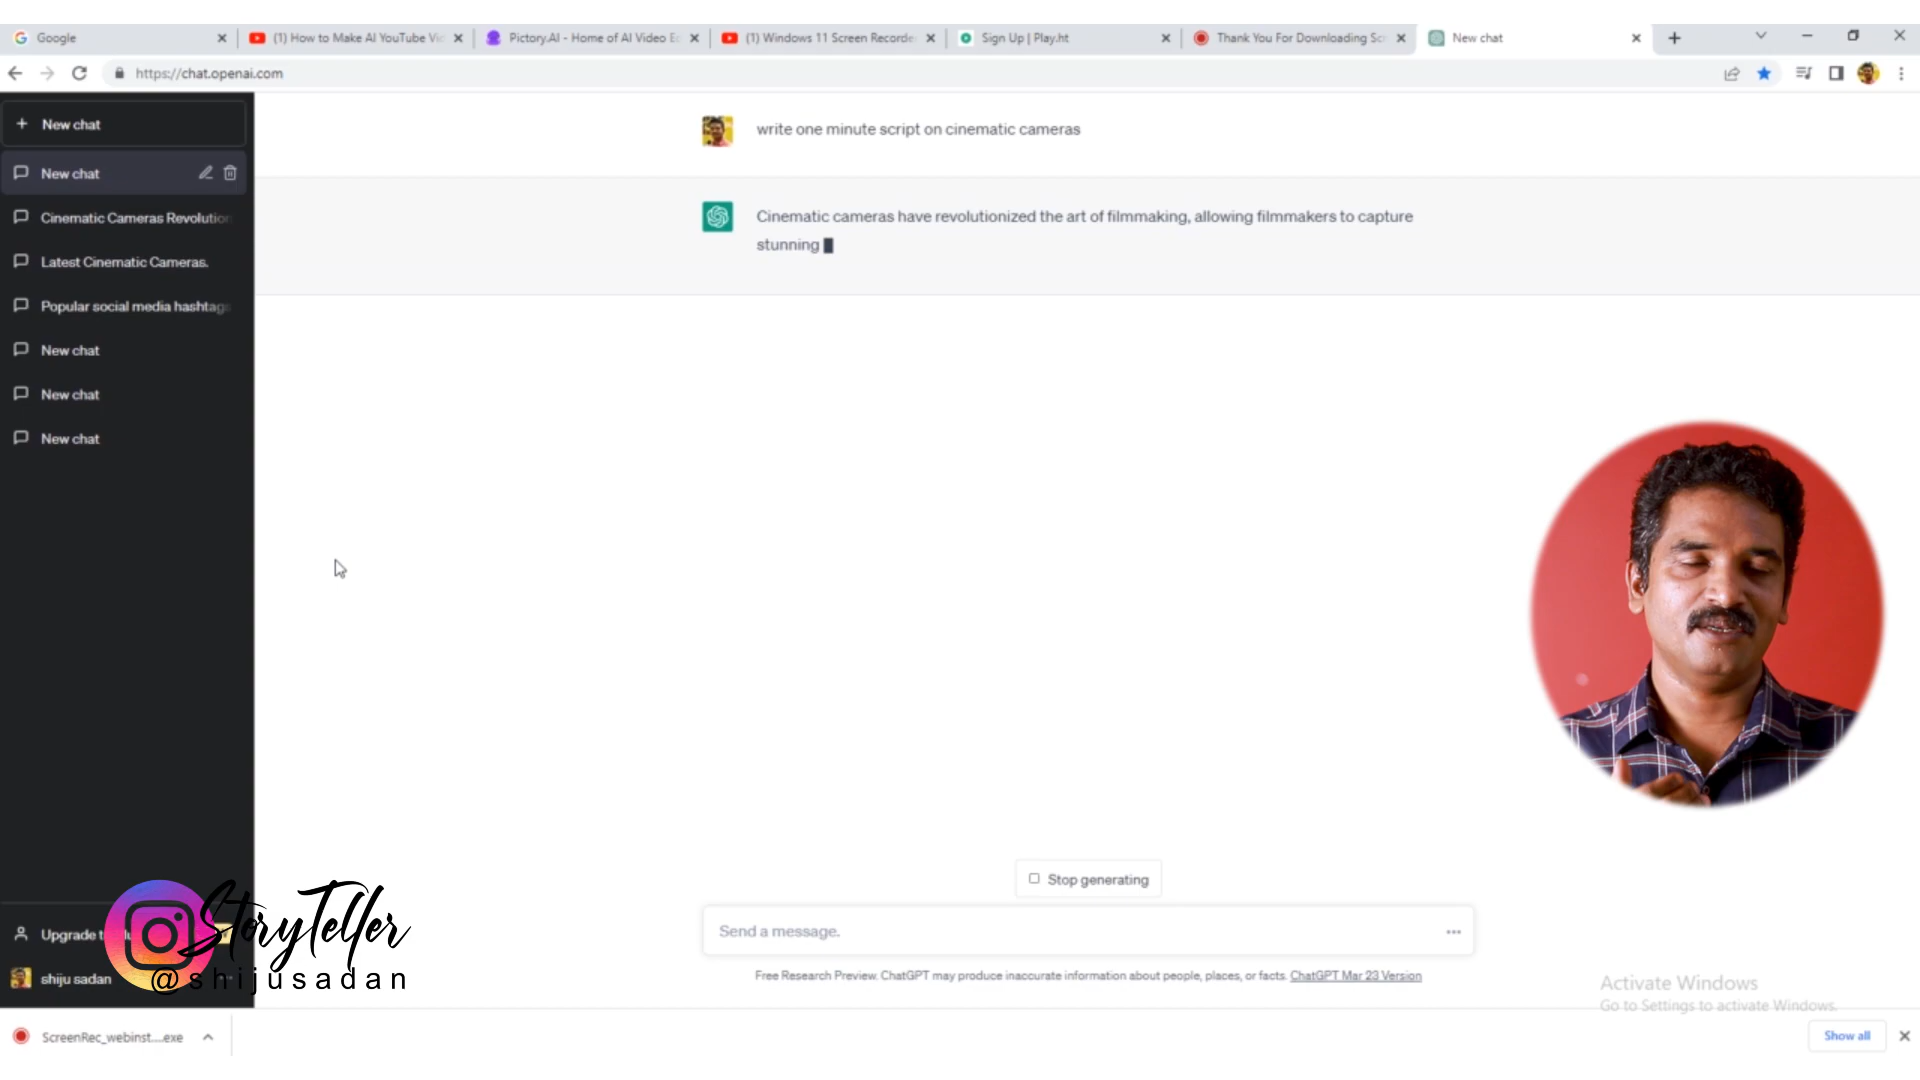 Google
(1) How to Make AI YouTube Vi
Pictory.AI - Home of AI Video E
(1) Windows 11 Screen Recorde
Sign Up | Play.ht
Thank You For Downloading Sc
New chat
https://chat.openai.com
+ New chat
New chat
Cinematic Cameras Revolution
Latest Cinematic Cameras.
Popular social media hashtags
New chat
New chat
New chat
write one minute script on cinematic cameras
Cinematic cameras have revolutionized the art of filmmaking, allowing filmmakers to capture
stunning
Stop generating
Send a message.
Free Research Preview. ChatGPT may produce inaccurate information about people, places, or facts. ChatGPT Mar 23 Version
Upgrade t
StoryTeller
shiju sadan
@shijusadan
Activate Windows
Go to Settings to activate Windows.
ScreenRec_webinst....exe
Show all